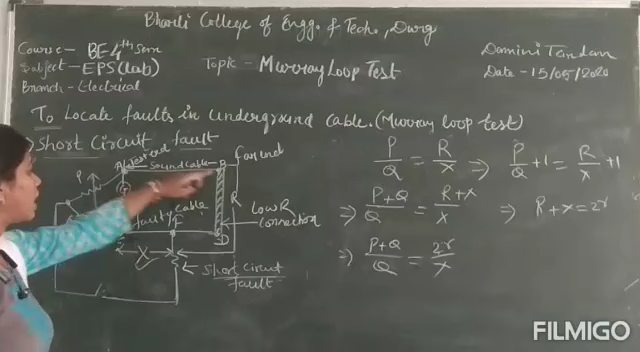 Bharti College of Engg. & Tech., Durg
Course - BE 4th sem
Subject - EPS (Lab)
Branch - Electrical
Topic - Murray Loop Test
Damini Tandan
Date - 15/05/2020
To Locate faults in underground cable. (Murray loop test)
Short Circuit fault
P
A
Sound cable
B
far end
R
faulty cable
F
Low R
Connection
D
X
Short Circuit
fault
P/Q = R/x ⇒ P/Q + 1 = R/x + 1
⇒ P+Q/Q = R+x/x ⇒ R + x = 2r
⇒ P+Q/Q = 2r/x
FILMIGO